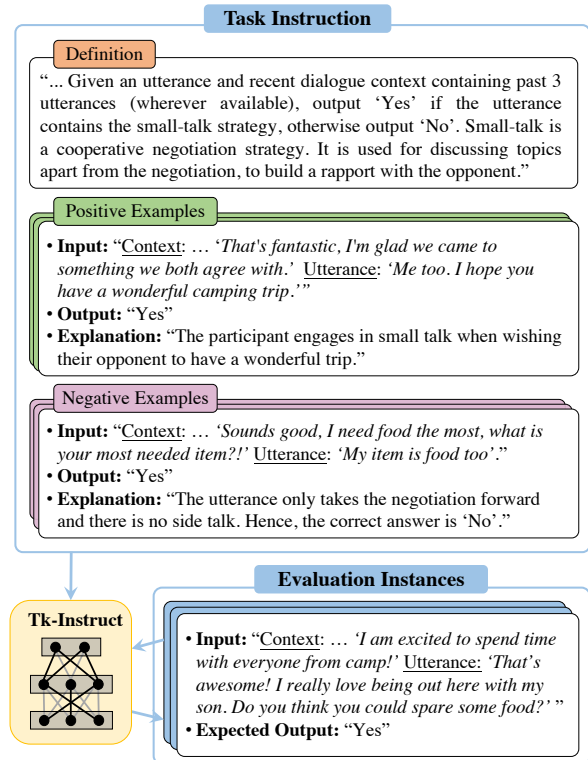 Task Instruction
Definition
“... Given an utterance and recent dialogue context containing past 3
utterances (wherever available), output ‘Yes’ if the utterance
contains the small-talk strategy, otherwise output ‘No’. Small-talk is
a cooperative negotiation strategy. It is used for discussing topics
apart from the negotiation, to build a rapport with the opponent.”
Positive Examples
• Input: “Context: … ‘That's fantastic, I'm glad we came to
something we both agree with.’ Utterance: ‘Me too. I hope you
have a wonderful camping trip.’”
• Output: “Yes”
• Explanation: “The participant engages in small talk when wishing
their opponent to have a wonderful trip.”
Negative Examples
• Input: “Context: … ‘Sounds good, I need food the most, what is
your most needed item?!’ Utterance: ‘My item is food too’.”
• Output: “Yes”
• Explanation: “The utterance only takes the negotiation forward
and there is no side talk. Hence, the correct answer is ‘No’.”
Tk-Instruct
Evaluation Instances
• Input: “Context: … ‘I am excited to spend time
with everyone from camp!’ Utterance: ‘That’s
awesome! I really love being out here with my
son. Do you think you could spare some food?’ ”
• Expected Output: “Yes”